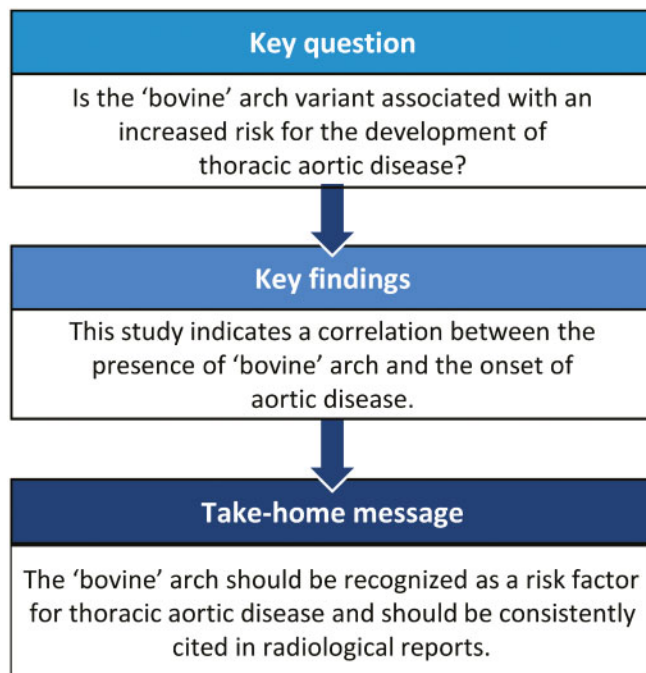 Key question
Is the ‘bovine’ arch variant associated with an
increased risk for the development of
thoracic aortic disease?
Key findings
This study indicates a correlation between the
presence of ‘bovine’ arch and the onset of
aortic disease.
Take-home message
The ‘bovine’ arch should be recognized as a risk factor
for thoracic aortic disease and should be consistently
cited in radiological reports.